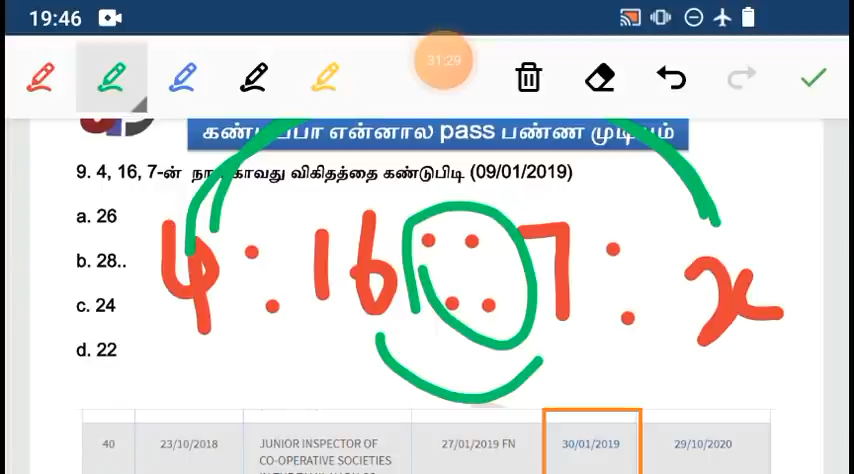 19:46
31:29
என்னால pass பண்ண முடியும்
9. 4, 16, 7-ன் விகிதத்தை கண்டுபிடி (09/01/2019)
a. 26
b. 28..
c. 24
d. 22
4 : 16 :: 7 : x
40 23/10/2018 JUNIOR INSPECTOR OF 27/01/2019 FN 30/01/2019 29/10/2020
CO-OPERATIVE SOCIETIES